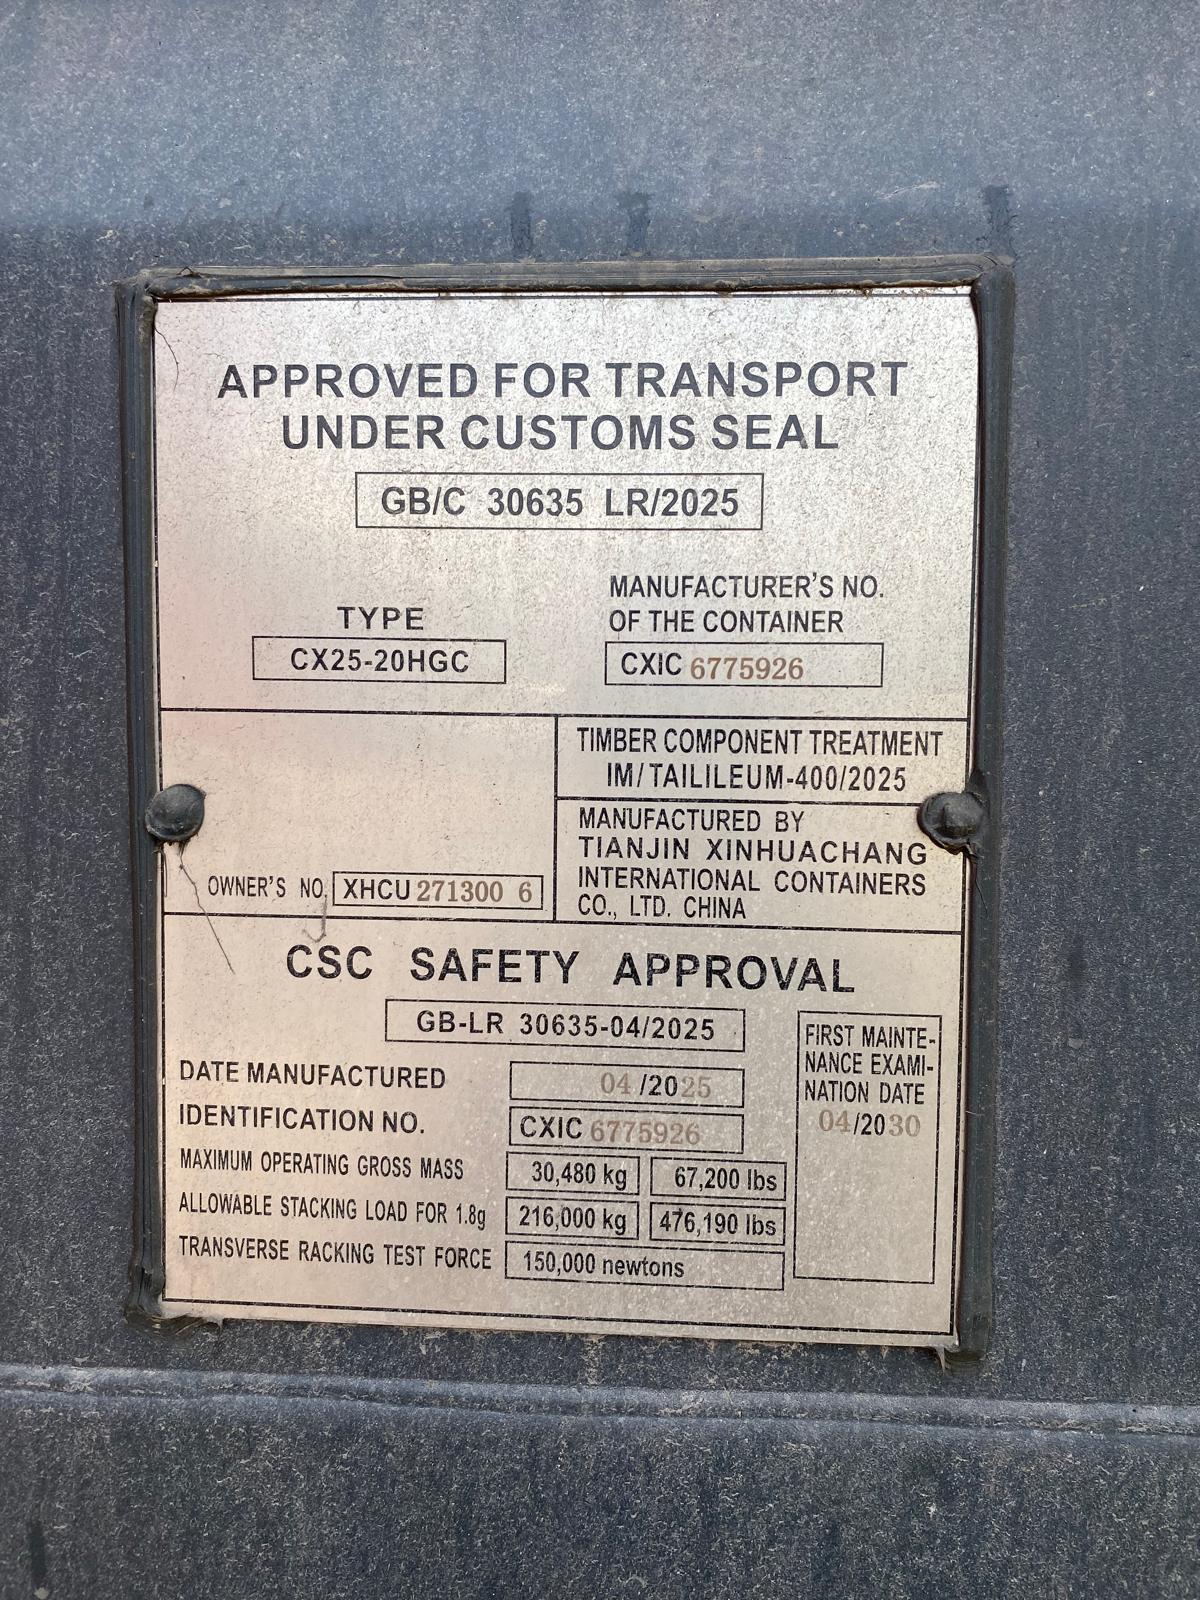 APPROVED FOR TRANSPORT
UNDER CUSTOMS SEAL
GB/C 30635 LR/2025
TYPE
CX25-20HGC
MANUFACTURER'S NO.
OF THE CONTAINER
CXIC 6775926
TIMBER COMPONENT TREATMENT
IM/TAILILEUM-400/2025
MANUFACTURED BY
TIANJIN XINHUACHANG
INTERNATIONAL CONTAINERS
CO., LTD. CHINA
OWNER'S NO. XHCU 271300 6
CSC SAFETY APPROVAL
GB-LR 30635-04/2025
DATE MANUFACTURED 04/2025
IDENTIFICATION NO. CXIC 6775926
MAXIMUM OPERATING GROSS MASS 30,480 kg 67,200 lbs
ALLOWABLE STACKING LOAD FOR 1.8g 216,000 kg 476,190 lbs
TRANSVERSE RACKING TEST FORCE 150,000 newtons
FIRST MAINTE-
NANCE EXAMI-
NATION DATE
04/2030